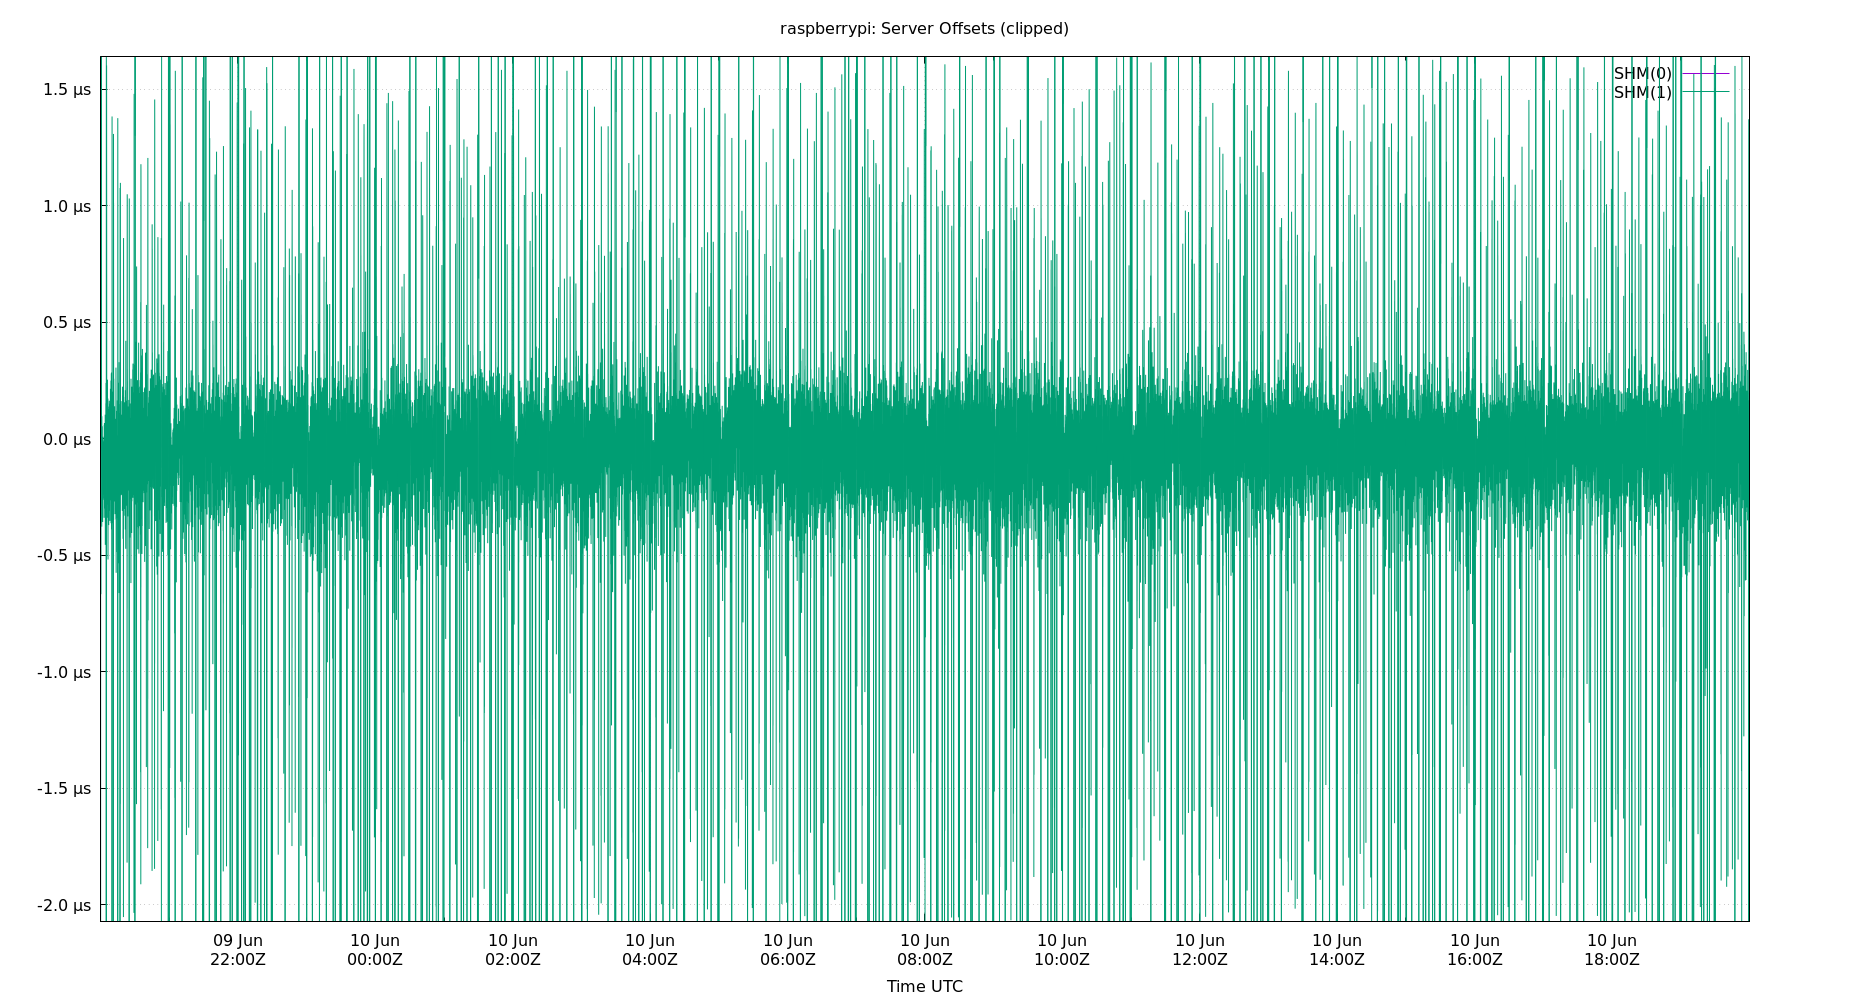 raspberrypi: Server Offsets (clipped)
SHM(0)
SHM(1)
1.5 µs
1.0 µs
0.5 µs
0.0 µs
-0.5 µs
-1.0 µs
-1.5 µs
-2.0 µs
09 Jun 10 Jun 10 Jun 10 Jun 10 Jun 10 Jun 10 Jun 10 Jun 10 Jun 10 Jun 10 Jun
22:00Z 00:00Z 02:00Z 04:00Z 06:00Z 08:00Z 10:00Z 12:00Z 14:00Z 16:00Z 18:00Z
Time UTC